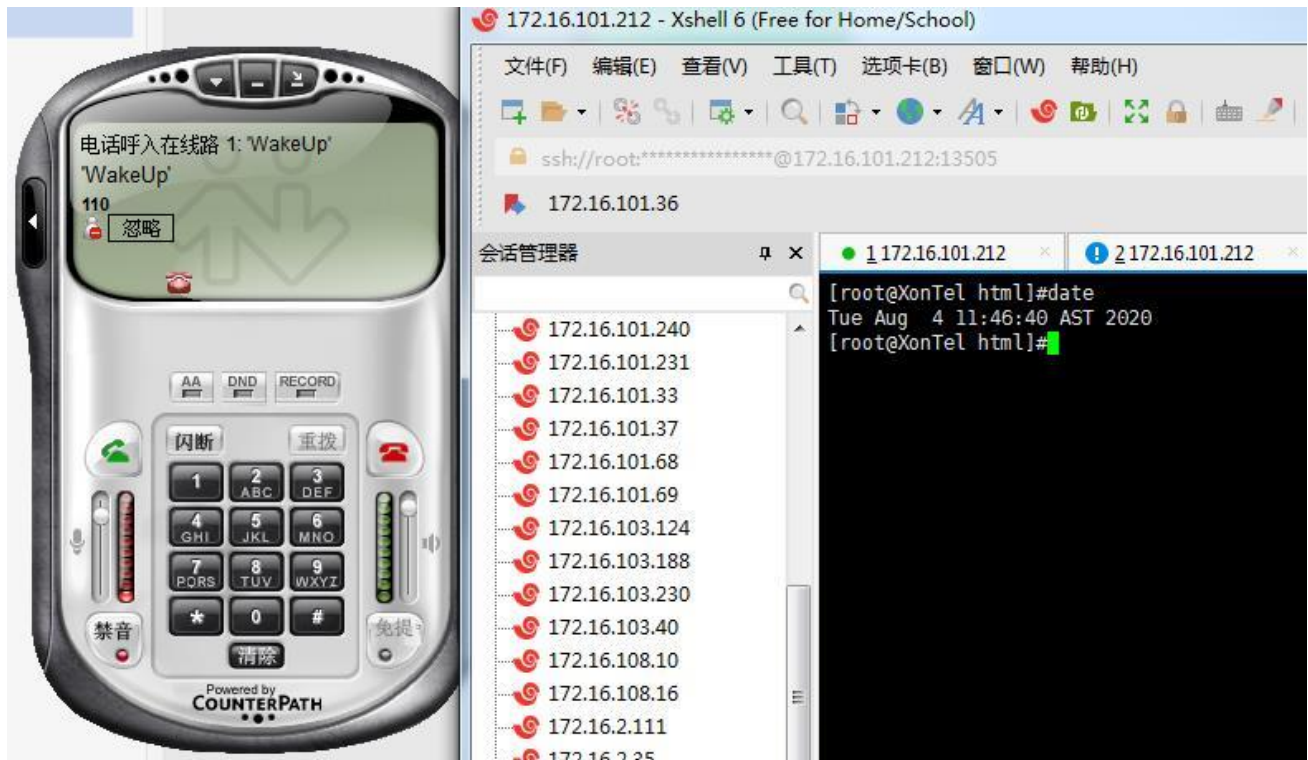 电话呼入在线路 1: 'WakeUp'
'WakeUp'
110
忽略
AA DND RECORD
闪断 重拨
1 2 ABC 3 DEF
4 GHI 5 JKL 6 MNO
7 PQRS 8 TUV 9 WXYZ
* 0 #
禁音 清除 免提
Powered by
COUNTERPATH
172.16.101.212 - Xshell 6 (Free for Home/School)
文件(F) 编辑(E) 查看(V) 工具(T) 选项卡(B) 窗口(W) 帮助(H)
ssh://root:****************@172.16.101.212:13505
172.16.101.36
会话管理器
172.16.101.240
172.16.101.231
172.16.101.33
172.16.101.37
172.16.101.68
172.16.101.69
172.16.103.124
172.16.103.188
172.16.103.230
172.16.103.40
172.16.108.10
172.16.108.16
172.16.2.111
172.16.2.35
1 172.16.101.212 2 172.16.101.212
[root@XonTel html]#date
Tue Aug  4 11:46:40 AST 2020
[root@XonTel html]#